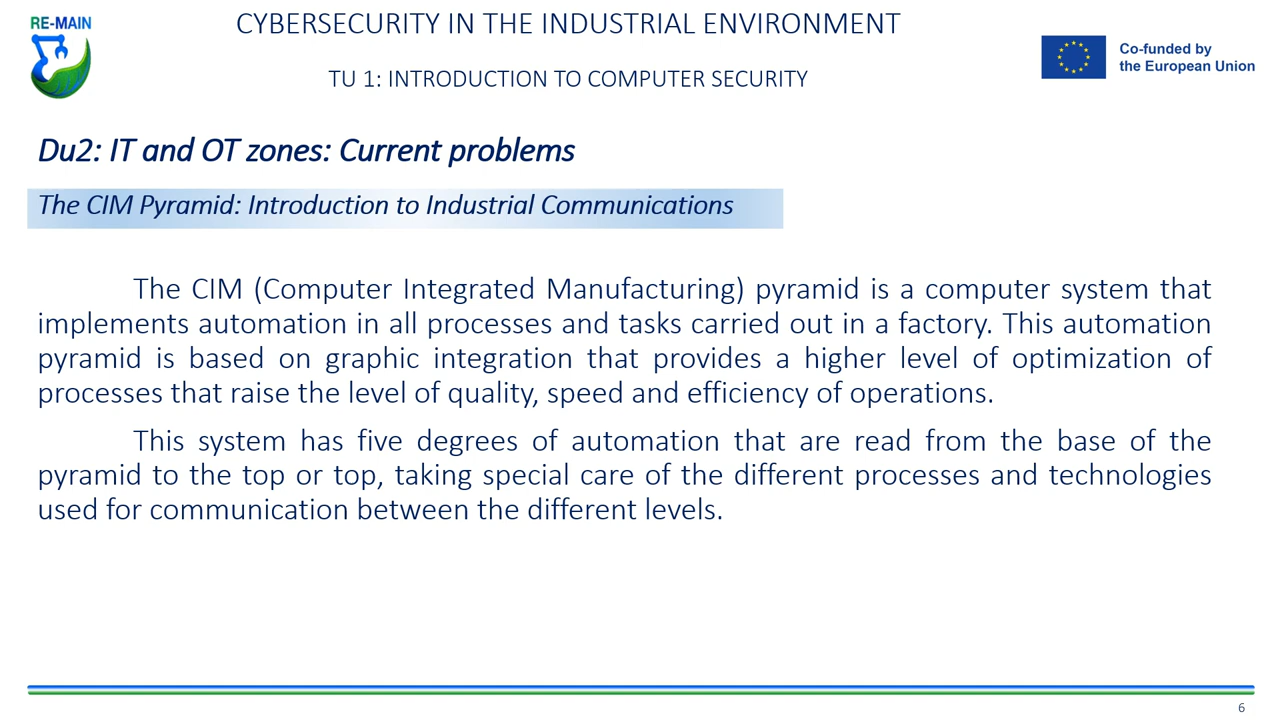 RE-MAIN
CYBERSECURITY IN THE INDUSTRIAL ENVIRONMENT
TU 1: INTRODUCTION TO COMPUTER SECURITY
Co-funded by
the European Union
Du2: IT and OT zones: Current problems
The CIM Pyramid: Introduction to Industrial Communications
The CIM (Computer Integrated Manufacturing) pyramid is a computer system that
implements automation in all processes and tasks carried out in a factory. This automation
pyramid is based on graphic integration that provides a higher level of optimization of
processes that raise the level of quality, speed and efficiency of operations.
This system has five degrees of automation that are read from the base of the
pyramid to the top or top, taking special care of the different processes and technologies
used for communication between the different levels.
6